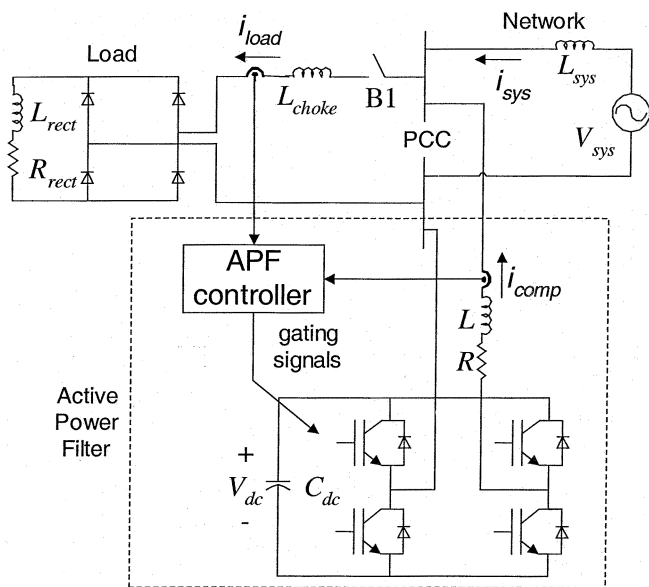 Network
i_load
Load
L_sys
i_sys
L_rect
L_choke
B1
V_sys
PCC
R_rect
APF
controller
i_comp
L
gating
signals
R
Active
Power
Filter
+
V_dc
C_dc
-